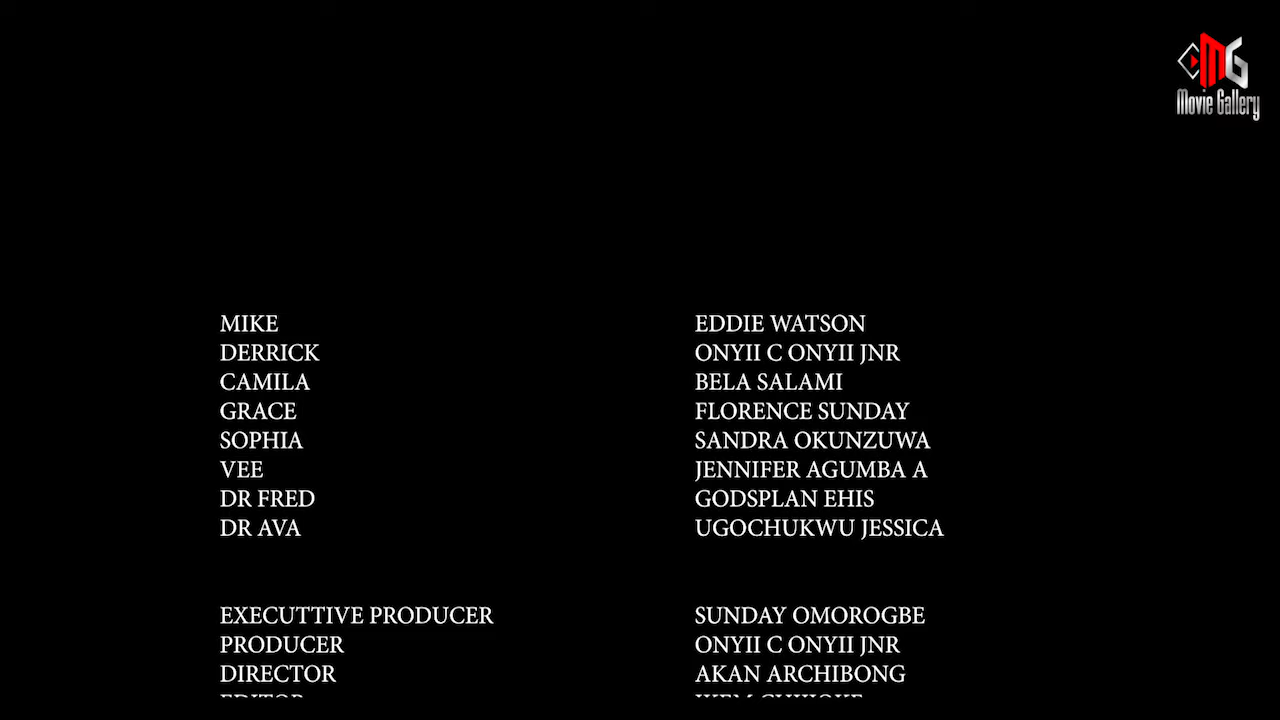 MG
Movie Gallery
MIKE EDDIE WATSON
DERRICK ONYII C ONYII JNR
CAMILA BELA SALAMI
GRACE FLORENCE SUNDAY
SOPHIA SANDRA OKUNZUWA
VEE JENNIFER AGUMBA A
DR FRED GODSPLAN EHIS
DR AVA UGOCHUKWU JESSICA
EXECUTTIVE PRODUCER SUNDAY OMOROGBE
PRODUCER ONYII C ONYII JNR
DIRECTOR AKAN ARCHIBONG
EDITOR